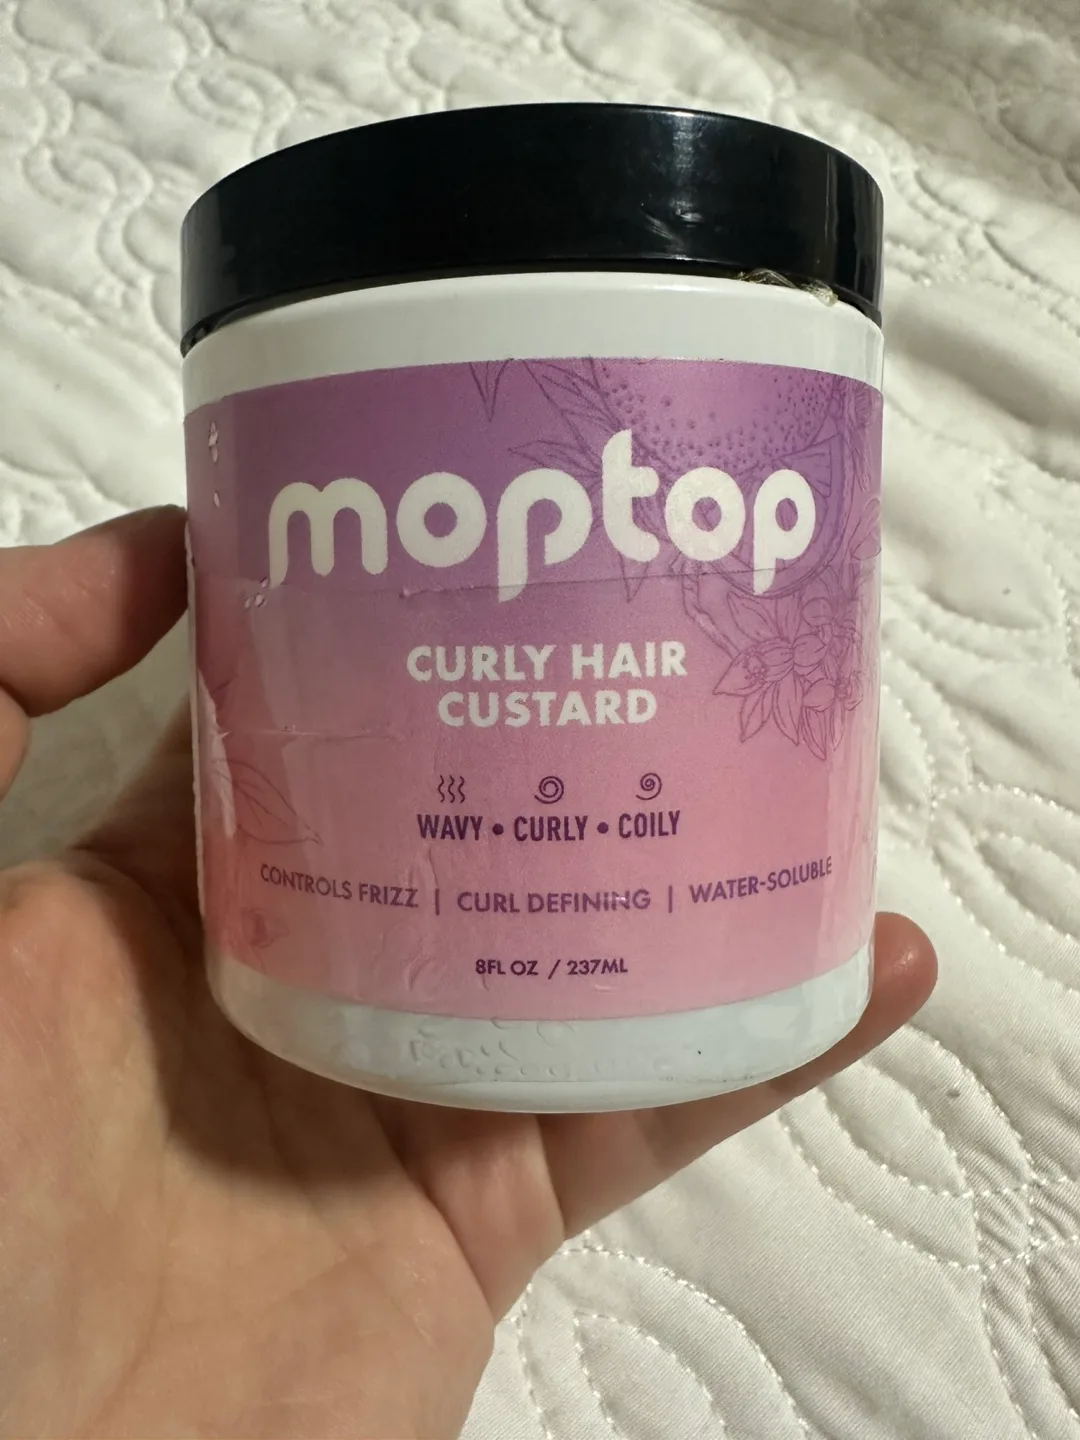 moptop
CURLY HAIR
CUSTARD
WAVY • CURLY • COILY
CONTROLS FRIZZ | CURL DEFINING | WATER-SOLUBLE
8FL OZ / 237ML